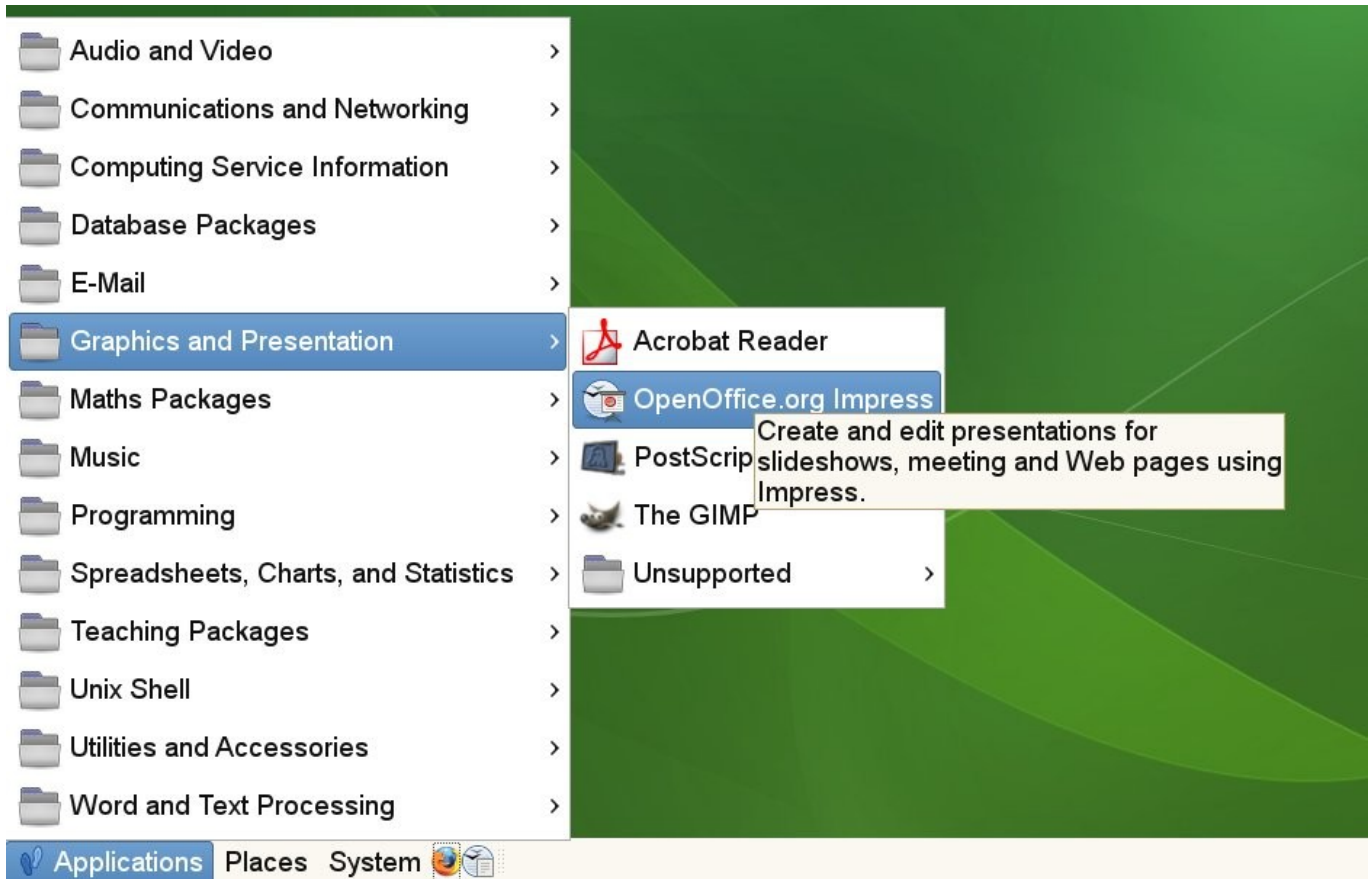 Audio and Video
Communications and Networking
Computing Service Information
Database Packages
E-Mail
Graphics and Presentation
Maths Packages
Music
Programming
Spreadsheets, Charts, and Statistics
Teaching Packages
Unix Shell
Utilities and Accessories
Word and Text Processing
Acrobat Reader
OpenOffice.org Impress
PostScrip
The GIMP
Unsupported
Create and edit presentations for
slideshows, meeting and Web pages using
Impress.
Applications Places System